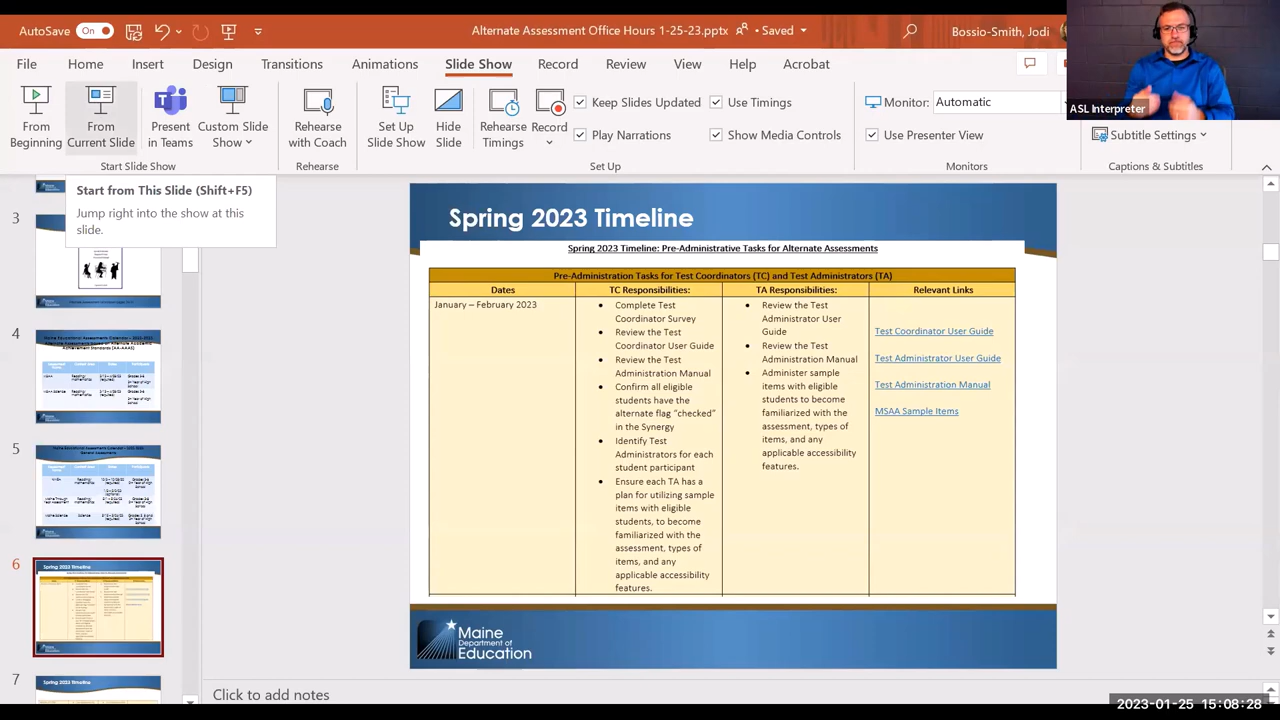 AutoSave
On
Alternate Assessment Office Hours 1-25-23.pptx
• Saved
Bossio-Smith, Jodi
File
Home
Insert
Design
Transitions
Animations
Slide Show
Record
Review
View
Help
Acrobat
ASL Interpreter
From
Beginning
From
Current Slide
Present
in Teams
Custom Slide
Show
Rehearse
with Coach
Set Up
Slide Show
Hide
Slide
Rehearse
Timings
Record
Keep Slides Updated
Play Narrations
Use Timings
Show Media Controls
Monitor:
Automatic
Use Presenter View
Subtitle Settings
Start Slide Show
Rehearse
Set Up
Monitors
Captions & Subtitles
Start from This Slide (Shift+F5)
Jump right into the show at this
slide.
3
4
5
6
Spring 2023 Timeline
7
Spring 2023 Timeline
Spring 2023 Timeline
Spring 2023 Timeline: Pre-Administrative Tasks for Alternate Assessments
Pre-Administration Tasks for Test Coordinators (TC) and Test Administrators (TA)
Dates
TC Responsibilities:
TA Responsibilities:
Relevant Links
January – February 2023
• Complete Test
Coordinator Survey
• Review the Test
Coordinator User Guide
• Review the Test
Administration Manual
• Confirm all eligible
students have the
alternate flag “checked”
in the Synergy
• Identify Test
Administrators for each
student participant
• Ensure each TA has a
plan for utilizing sample
items with eligible
students, to become
familiarized with the
assessment, types of
items, and any
applicable accessibility
features.
• Review the Test
Administrator User
Guide
• Review the Test
Administration Manual
• Administer sample
items with eligible
students to become
familiarized with the
assessment, types of
items, and any
applicable accessibility
features.
Test Coordinator User Guide
Test Administrator User Guide
Test Administration Manual
MSAA Sample Items
Maine
Department of
Education
Click to add notes
2023-01-25 15:08:28